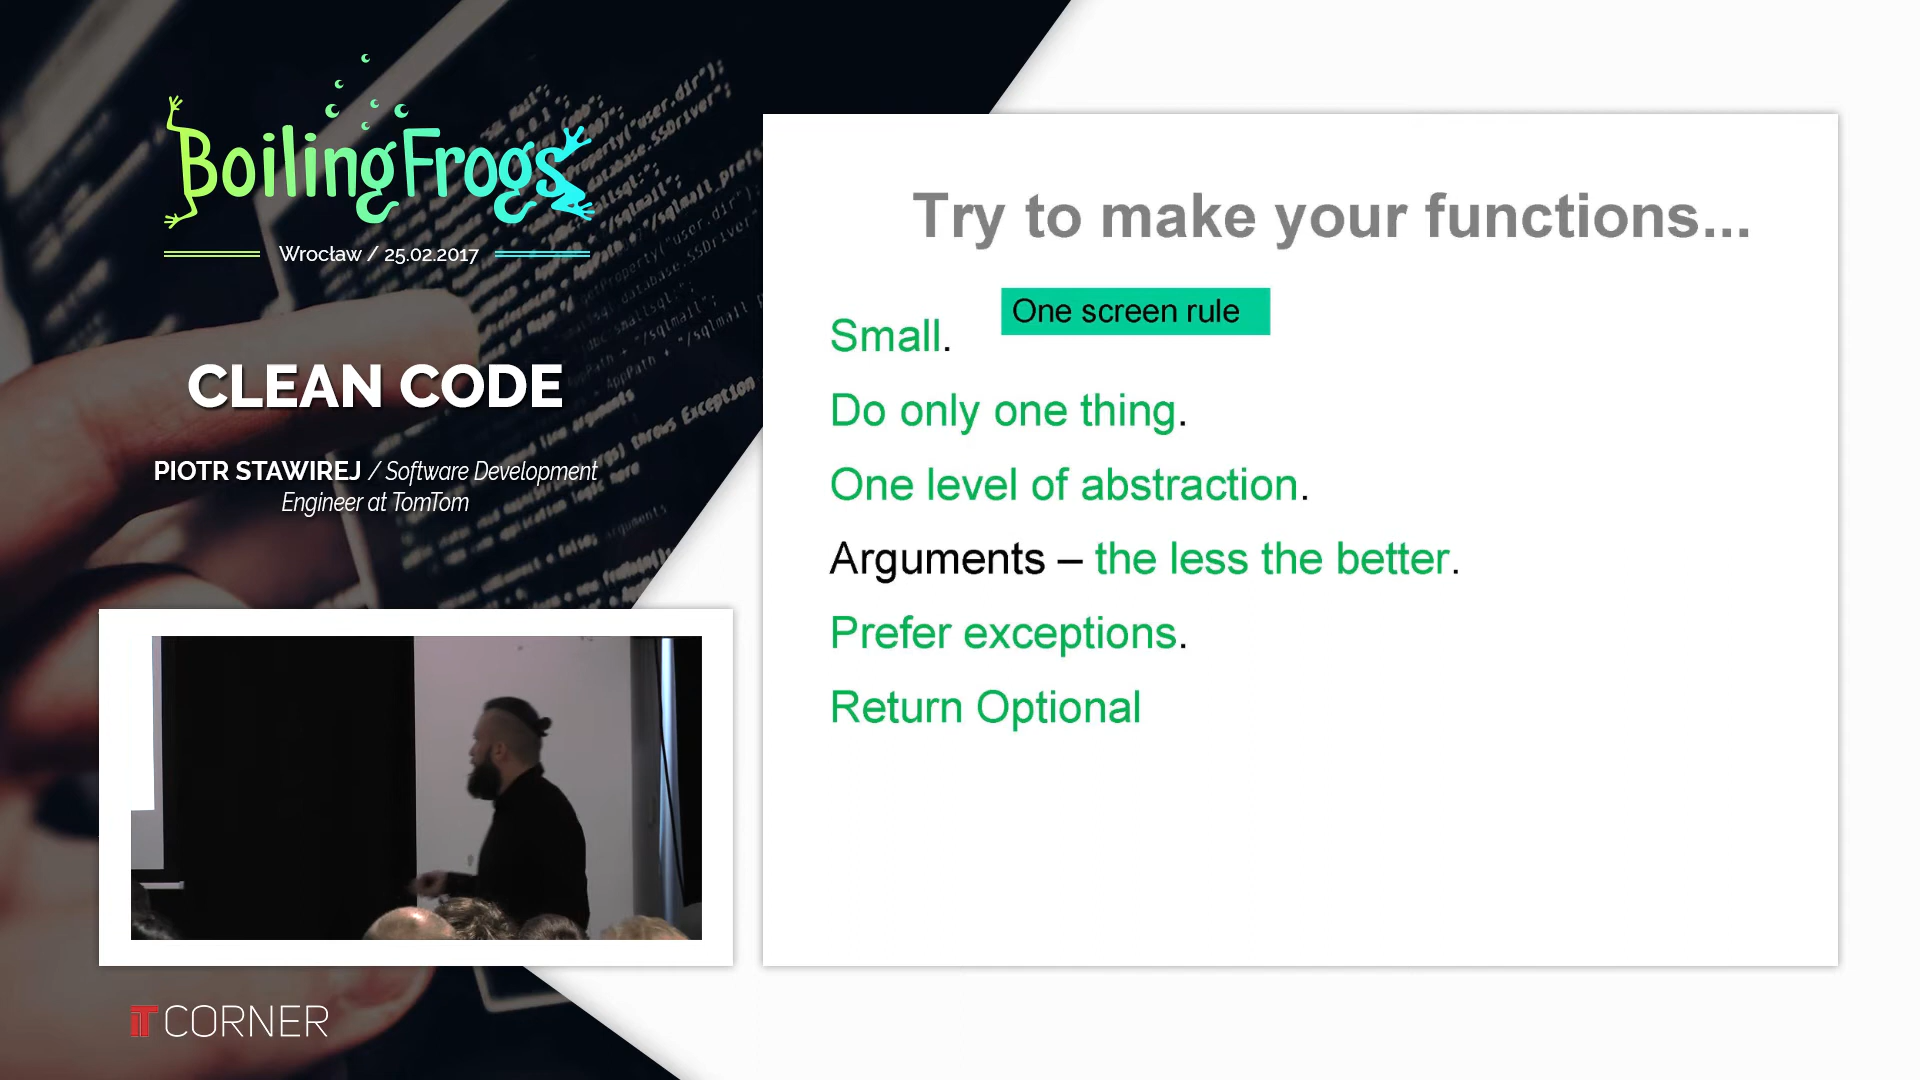 BoilingFrogs
Wrocław / 25.02.2017
CLEAN CODE
PIOTR STAWIREJ / Software Development
Engineer at TomTom
Try to make your functions...
One screen rule
Small.
Do only one thing.
One level of abstraction.
Arguments – the less the better.
Prefer exceptions.
Return Optional
IT CORNER